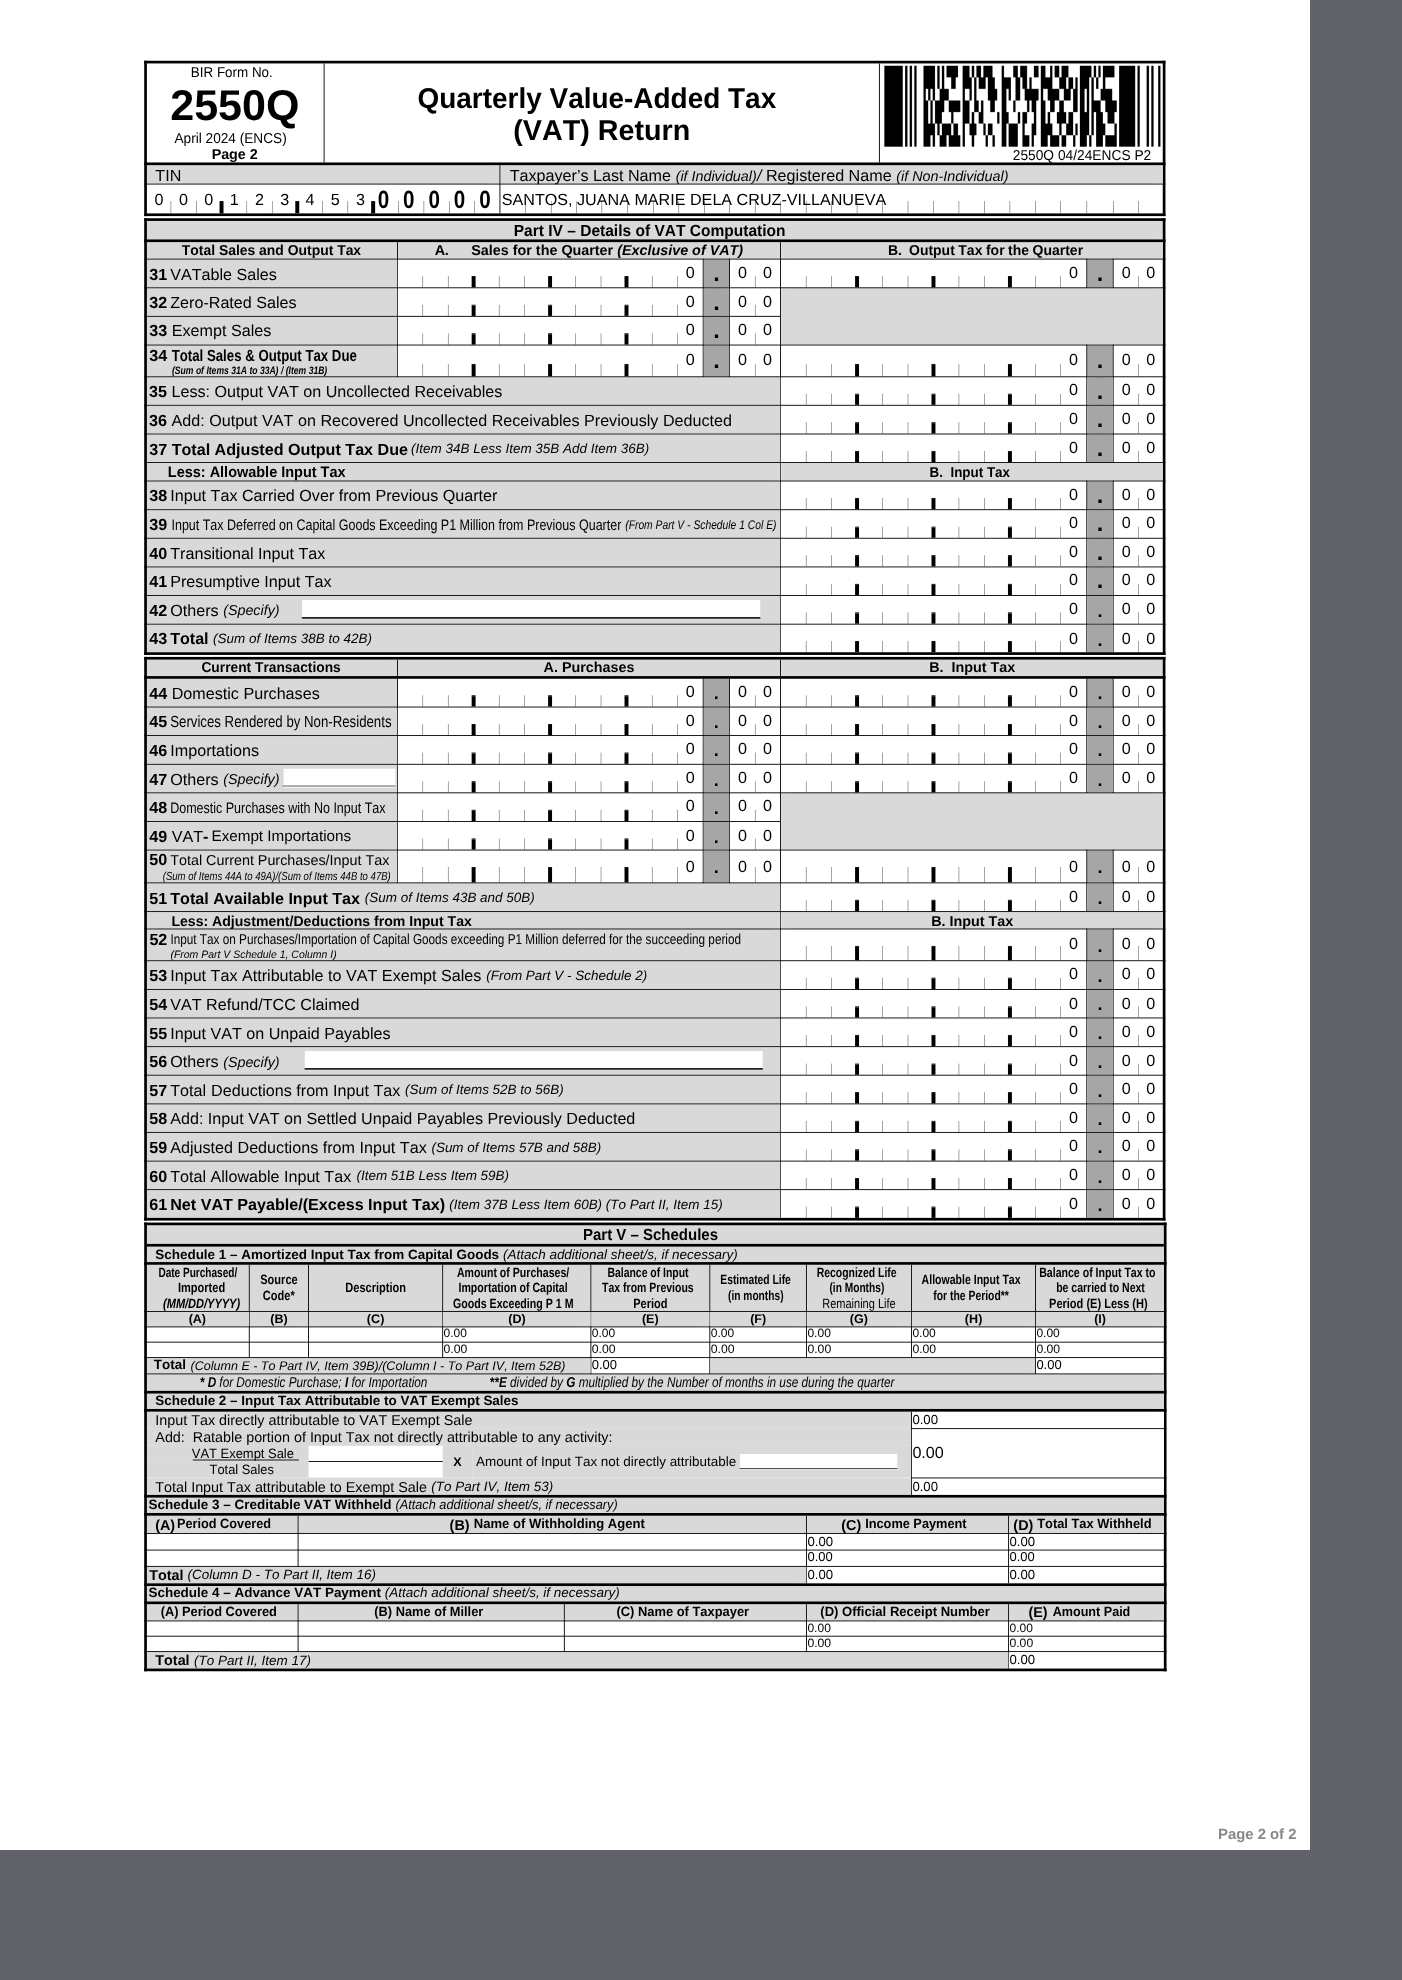 BIR Form No.
2550Q
April 2024 (ENCS)
Page 2
Quarterly Value-Added Tax
(VAT) Return
2550Q 04/24ENCS P2
TIN Taxpayer's Last Name (if Individual)/ Registered Name (if Non-Individual)
0 0 0 1 2 3 4 5 3 0 0 0 0 0 SANTOS, JUANA MARIE DELA CRUZ-VILLANUEVA
Part IV – Details of VAT Computation
Total Sales and Output Tax A. Sales for the Quarter (Exclusive of VAT) B. Output Tax for the Quarter
31 VATable Sales 0 . 0 0 0 . 0 0
32 Zero-Rated Sales 0 . 0 0
33 Exempt Sales 0 . 0 0
34 Total Sales & Output Tax Due 0 . 0 0 0 . 0 0
(Sum of Items 31A to 33A) / (Item 31B)
35 Less: Output VAT on Uncollected Receivables 0 . 0 0
36 Add: Output VAT on Recovered Uncollected Receivables Previously Deducted 0 . 0 0
37 Total Adjusted Output Tax Due (Item 34B Less Item 35B Add Item 36B) 0 . 0 0
Less: Allowable Input Tax B. Input Tax
38 Input Tax Carried Over from Previous Quarter 0 . 0 0
39 Input Tax Deferred on Capital Goods Exceeding P1 Million from Previous Quarter (From Part V - Schedule 1 Col E) 0 . 0 0
40 Transitional Input Tax 0 . 0 0
41 Presumptive Input Tax 0 . 0 0
42 Others (Specify) 0 . 0 0
43 Total (Sum of Items 38B to 42B) 0 . 0 0
Current Transactions A. Purchases B. Input Tax
44 Domestic Purchases 0 . 0 0 0 . 0 0
45 Services Rendered by Non-Residents 0 . 0 0 0 . 0 0
46 Importations 0 . 0 0 0 . 0 0
47 Others (Specify) 0 . 0 0 0 . 0 0
48 Domestic Purchases with No Input Tax 0 . 0 0
49 VAT- Exempt Importations 0 . 0 0
50 Total Current Purchases/Input Tax 0 . 0 0 0 . 0 0
(Sum of Items 44A to 49A)/(Sum of Items 44B to 47B)
51 Total Available Input Tax (Sum of Items 43B and 50B) 0 . 0 0
Less: Adjustment/Deductions from Input Tax B. Input Tax
52 Input Tax on Purchases/Importation of Capital Goods exceeding P1 Million deferred for the succeeding period 0 . 0 0
(From Part V Schedule 1, Column I)
53 Input Tax Attributable to VAT Exempt Sales (From Part V - Schedule 2) 0 . 0 0
54 VAT Refund/TCC Claimed 0 . 0 0
55 Input VAT on Unpaid Payables 0 . 0 0
56 Others (Specify) 0 . 0 0
57 Total Deductions from Input Tax (Sum of Items 52B to 56B) 0 . 0 0
58 Add: Input VAT on Settled Unpaid Payables Previously Deducted 0 . 0 0
59 Adjusted Deductions from Input Tax (Sum of Items 57B and 58B) 0 . 0 0
60 Total Allowable Input Tax (Item 51B Less Item 59B) 0 . 0 0
61 Net VAT Payable/(Excess Input Tax) (Item 37B Less Item 60B) (To Part II, Item 15) 0 . 0 0
Part V – Schedules
Schedule 1 – Amortized Input Tax from Capital Goods (Attach additional sheet/s, if necessary)
Date Purchased/ Imported (MM/DD/YYYY) Source Code* Description Amount of Purchases/ Importation of Capital Goods Exceeding P 1 M Balance of Input Tax from Previous Period Estimated Life (in months) Recognized Life (in Months) Remaining Life Allowable Input Tax for the Period** Balance of Input Tax to be carried to Next Period (E) Less (H)
(A) (B) (C) (D) (E) (F) (G) (H) (I)
0.00 0.00 0.00 0.00 0.00 0.00
0.00 0.00 0.00 0.00 0.00 0.00
Total (Column E - To Part IV, Item 39B)/(Column I - To Part IV, Item 52B) 0.00 0.00
* D for Domestic Purchase; I for Importation **E divided by G multiplied by the Number of months in use during the quarter
Schedule 2 – Input Tax Attributable to VAT Exempt Sales
Input Tax directly attributable to VAT Exempt Sale 0.00
Add: Ratable portion of Input Tax not directly attributable to any activity:
VAT Exempt Sale
Total Sales
X Amount of Input Tax not directly attributable 0.00
Total Input Tax attributable to Exempt Sale (To Part IV, Item 53) 0.00
Schedule 3 – Creditable VAT Withheld (Attach additional sheet/s, if necessary)
(A) Period Covered (B) Name of Withholding Agent (C) Income Payment (D) Total Tax Withheld
0.00 0.00
0.00 0.00
Total (Column D - To Part II, Item 16) 0.00 0.00
Schedule 4 – Advance VAT Payment (Attach additional sheet/s, if necessary)
(A) Period Covered (B) Name of Miller (C) Name of Taxpayer (D) Official Receipt Number (E) Amount Paid
0.00 0.00
0.00 0.00
Total (To Part II, Item 17) 0.00
Page 2 of 2